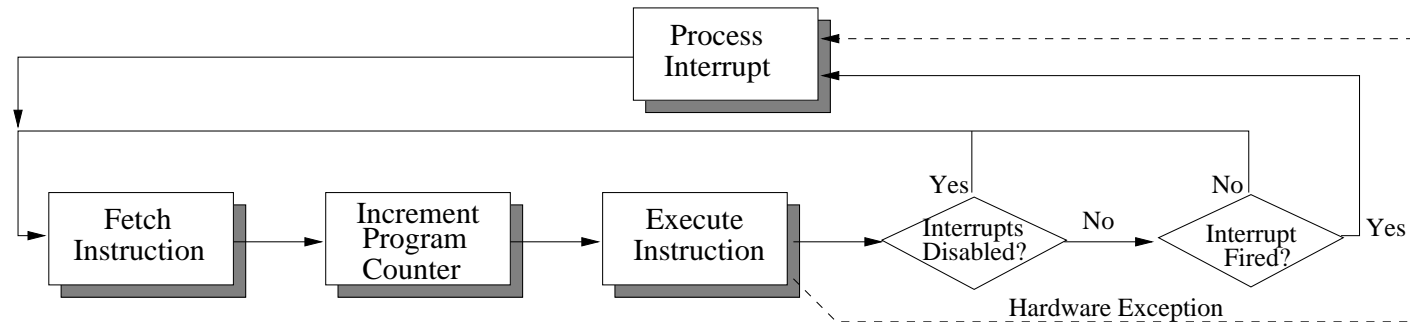 Process
Interrupt
Fetch
Instruction
Increment
Program
Counter
Execute
Instruction
Yes
Interrupts
Disabled?
No
No
Interrupt
Fired?
Yes
Hardware Exception